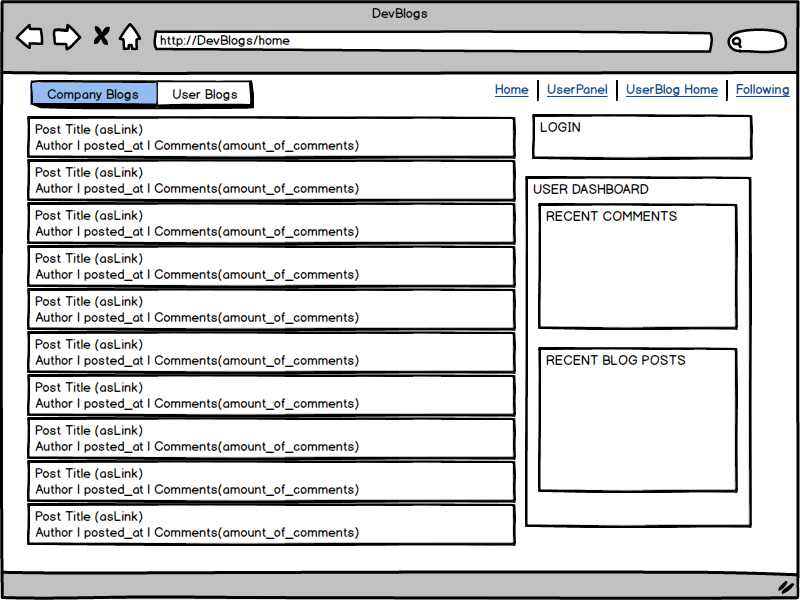 DevBlogs
http://DevBlogs/home
Company Blogs User Blogs
Home | UserPanel | UserBlog Home | Following
Post Title (asLink)
Author | posted_at | Comments(amount_of_comments)
Post Title (asLink)
Author | posted_at | Comments(amount_of_comments)
Post Title (asLink)
Author | posted_at | Comments(amount_of_comments)
Post Title (asLink)
Author | posted_at | Comments(amount_of_comments)
Post Title (asLink)
Author | posted_at | Comments(amount_of_comments)
Post Title (asLink)
Author | posted_at | Comments(amount_of_comments)
Post Title (asLink)
Author | posted_at | Comments(amount_of_comments)
Post Title (asLink)
Author | posted_at | Comments(amount_of_comments)
Post Title (asLink)
Author | posted_at | Comments(amount_of_comments)
Post Title (asLink)
Author | posted_at | Comments(amount_of_comments)
LOGIN
USER DASHBOARD
RECENT COMMENTS
RECENT BLOG POSTS